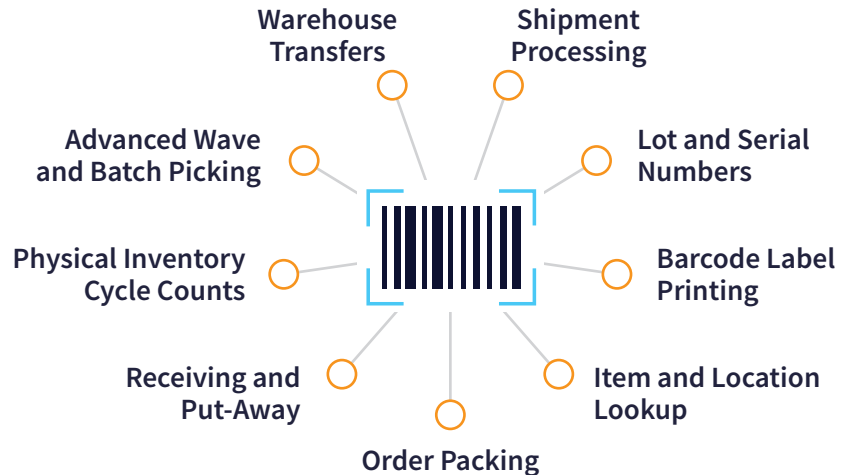 Warehouse
Transfers
Shipment
Processing
Advanced Wave
and Batch Picking
Lot and Serial
Numbers
Physical Inventory
Cycle Counts
Barcode Label
Printing
Receiving and
Put-Away
Item and Location
Lookup
Order Packing